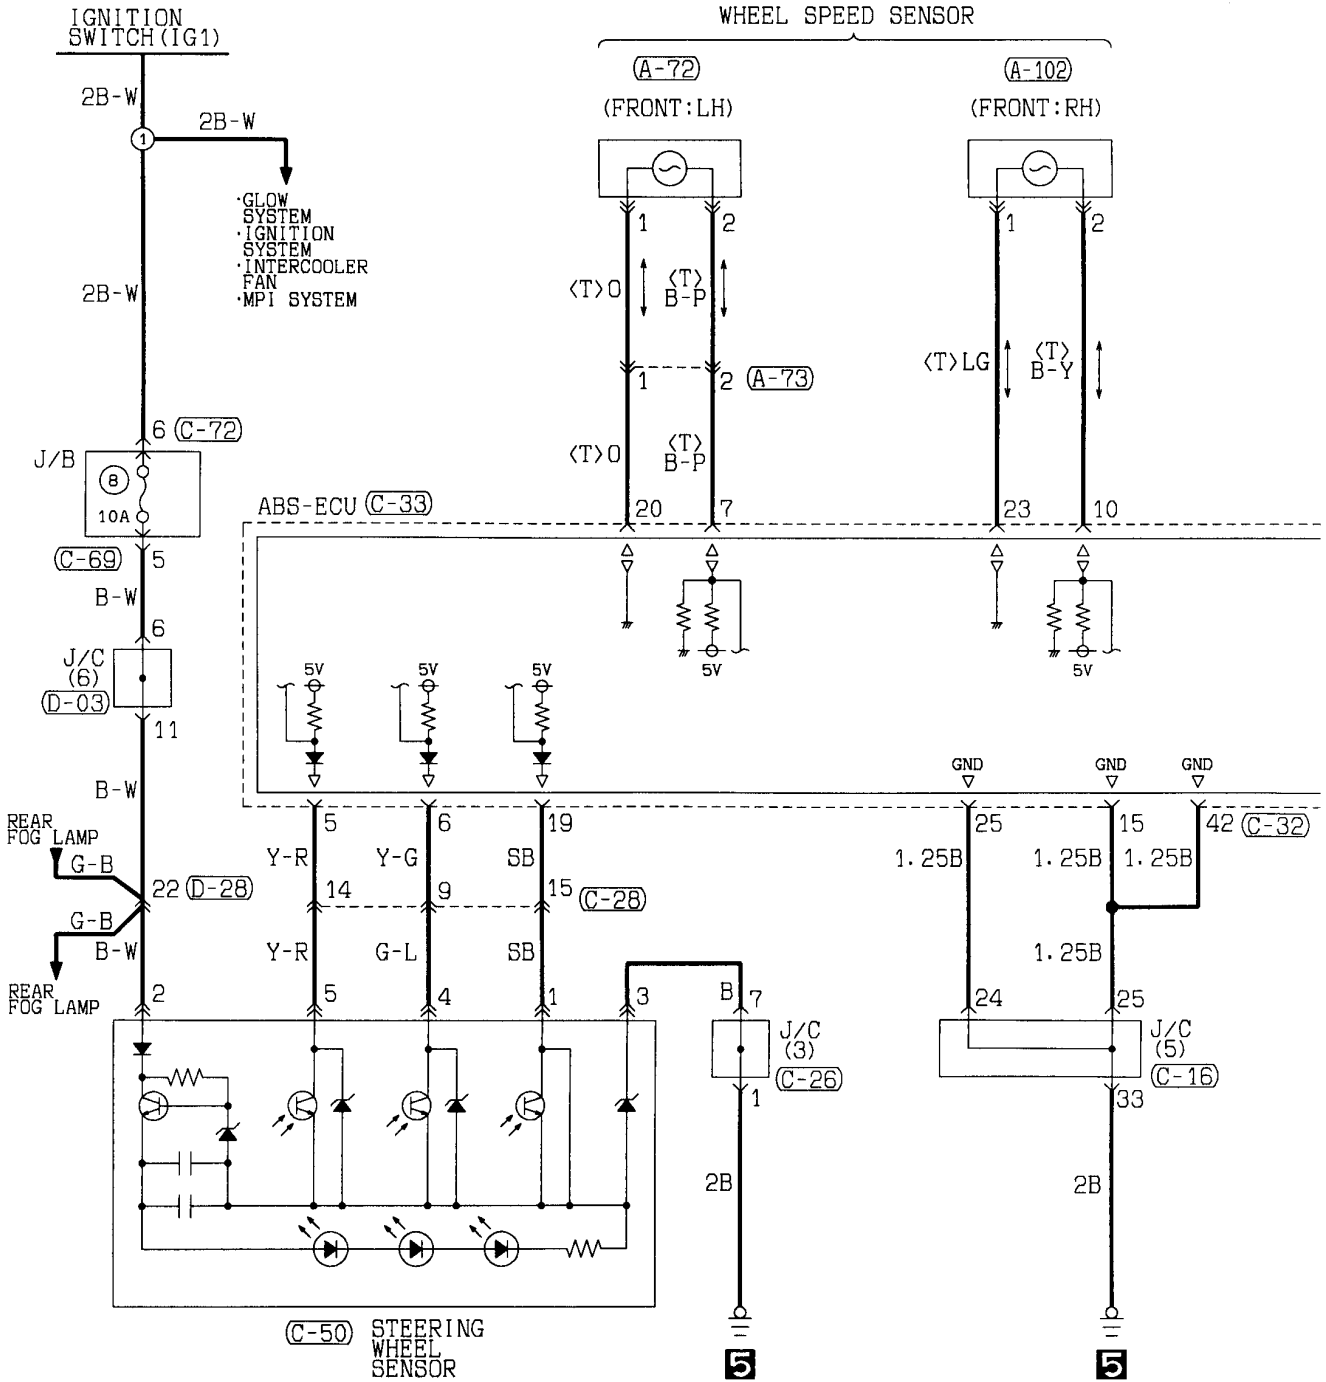 IGNITION
SWITCH(IG1)
WHEEL SPEED SENSOR
A-72
A-102
(FRONT:LH)
(FRONT:RH)
2B-W
1
2B-W
·GLOW
SYSTEM
·IGNITION
SYSTEM
·INTERCOOLER
FAN
·MPI SYSTEM
2B-W
1
2
1
2
<T>O
<T>
B-P
<T>LG
<T>
B-Y
1
2
A-73
<T>O
<T>
B-P
6
C-72
J/B
8
10A
ABS-ECU
C-33
20
7
23
10
C-69
5
B-W
5V
5V
6
J/C
(6)
D-03
11
5V
5V
5V
B-W
GND
GND
GND
5
6
19
25
15
42
C-32
REAR
FOG LAMP
G-B
Y-R
Y-G
SB
1.25B
1.25B
1.25B
22
D-28
14
9
15
C-28
G-B
B-W
Y-R
G-L
SB
1.25B
REAR
FOG LAMP
2
5
4
1
3
B
7
24
25
J/C
(3)
C-26
J/C
(5)
C-16
1
33
2B
2B
C-50
STEERING
WHEEL
SENSOR
5
5